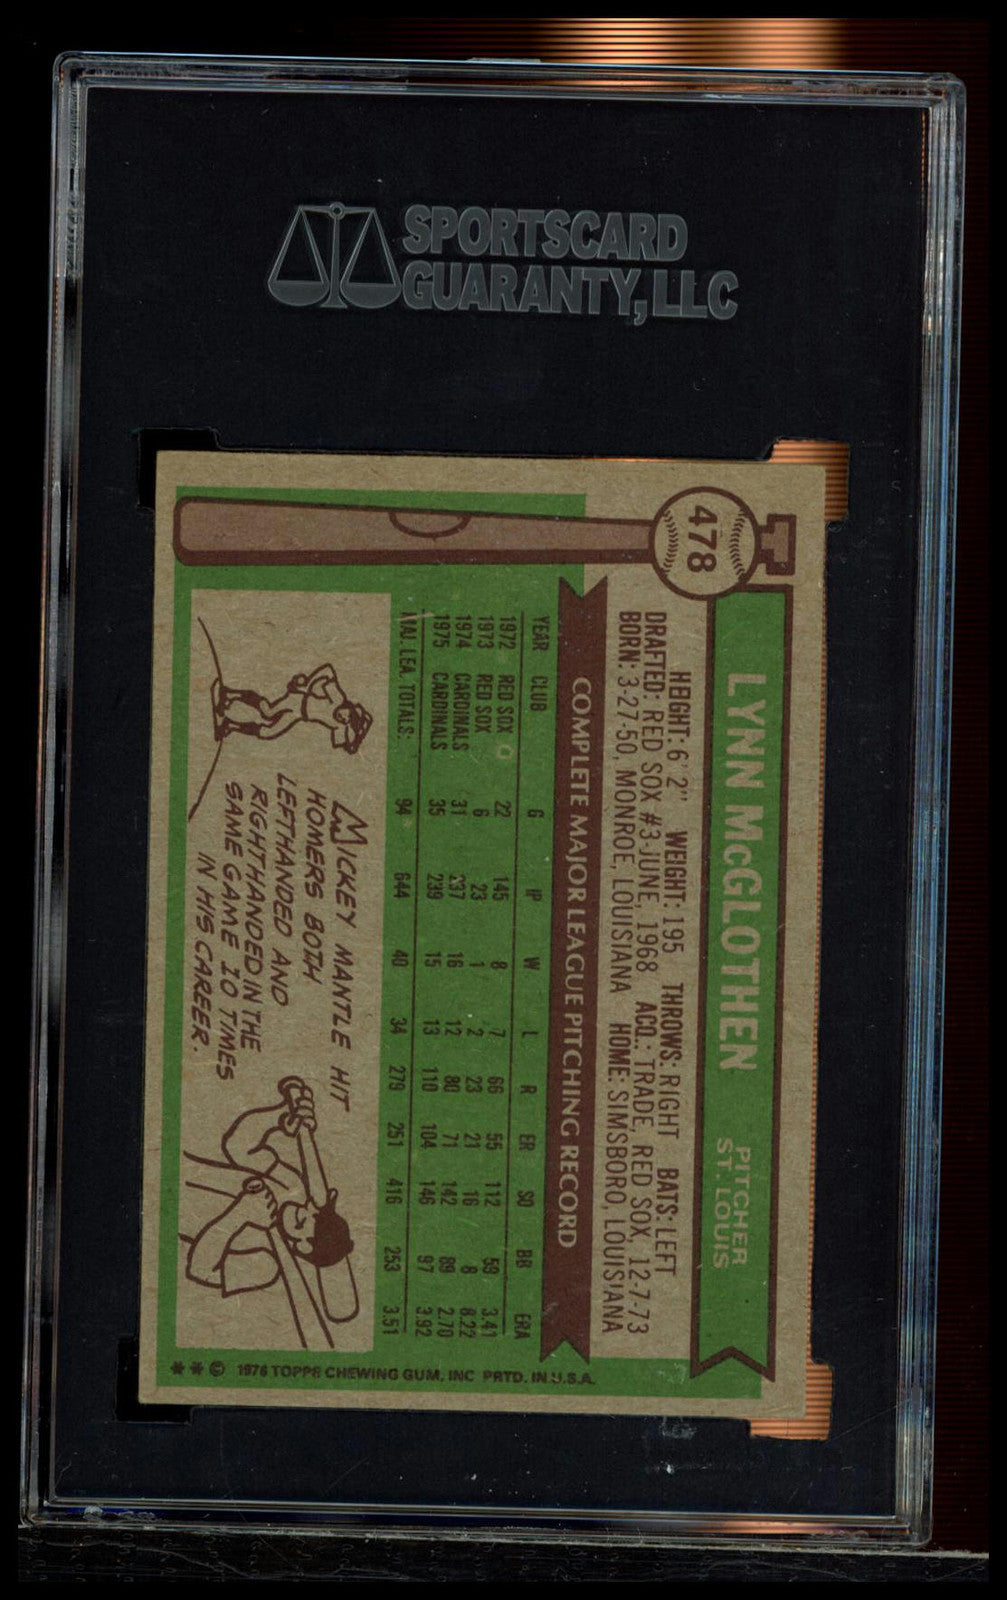 SPORTSCARD
GUARANTY, LLC
478
LYNN McGLOTHEN
PITCHER
ST. LOUIS
HEIGHT: 6'2" WEIGHT: 195 THROWS: RIGHT BATS: LEFT
DRAFTED: RED SOX #3-JUNE, 1968 ACQ.: TRADE, RED SOX, 12-7-73
BORN: 3-27-50, MONROE, LOUISIANA HOME: SIMSBORO, LOUISIANA
COMPLETE MAJOR LEAGUE PITCHING RECORD
YEAR CLUB G IP W L R ER SO BB ERA
1972 RED SOX 22 145 8 7 66 55 112 59 3.41
1973 RED SOX 6 23 1 2 23 21 16 8 8.22
1974 CARDINALS 31 237 16 12 80 71 142 89 2.70
1975 CARDINALS 35 239 15 13 110 104 146 97 3.92
MAJ. LEA. TOTALS: 94 644 40 34 279 251 416 253 3.51
MICKEY MANTLE HIT
HOMERS BOTH
LEFTHANDED AND
RIGHTHANDED IN THE
SAME GAME 10 TIMES
IN HIS CAREER.
** © 1976 TOPPS CHEWING GUM, INC PRTD. IN U.S.A.